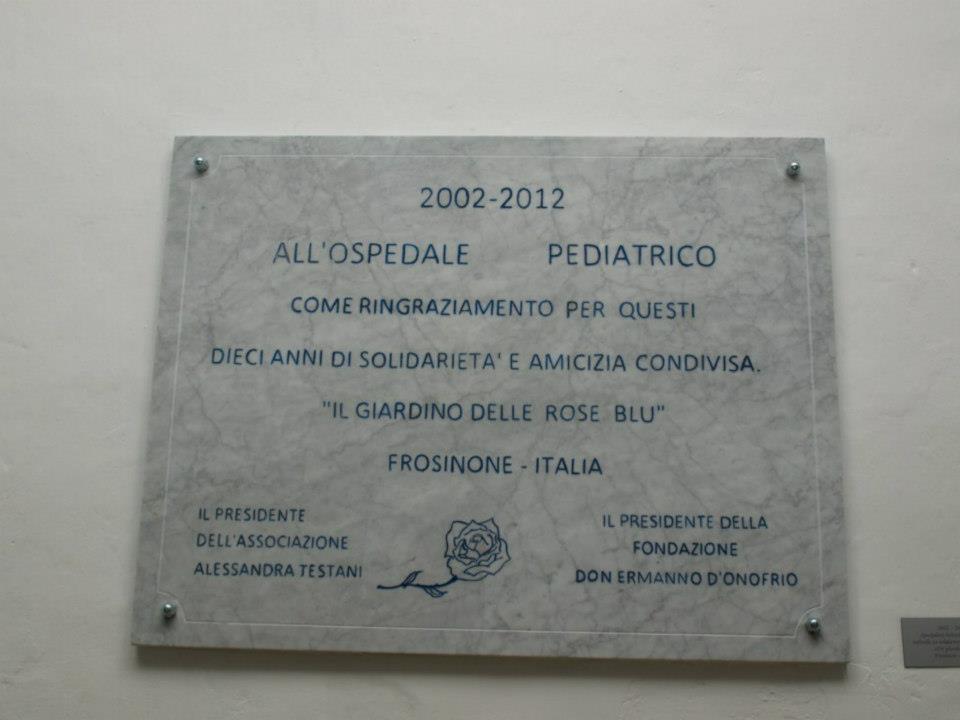 2002-2012
ALL'OSPEDALE PEDIATRICO
COME RINGRAZIAMENTO PER QUESTI
DIECI ANNI DI SOLIDARIETA' E AMICIZIA CONDIVISA.
"IL GIARDINO DELLE ROSE BLU"
FROSINONE - ITALIA
IL PRESIDENTE
DELL'ASSOCIAZIONE
ALESSANDRA TESTANI
IL PRESIDENTE DELLA
FONDAZIONE
DON ERMANNO D'ONOFRIO